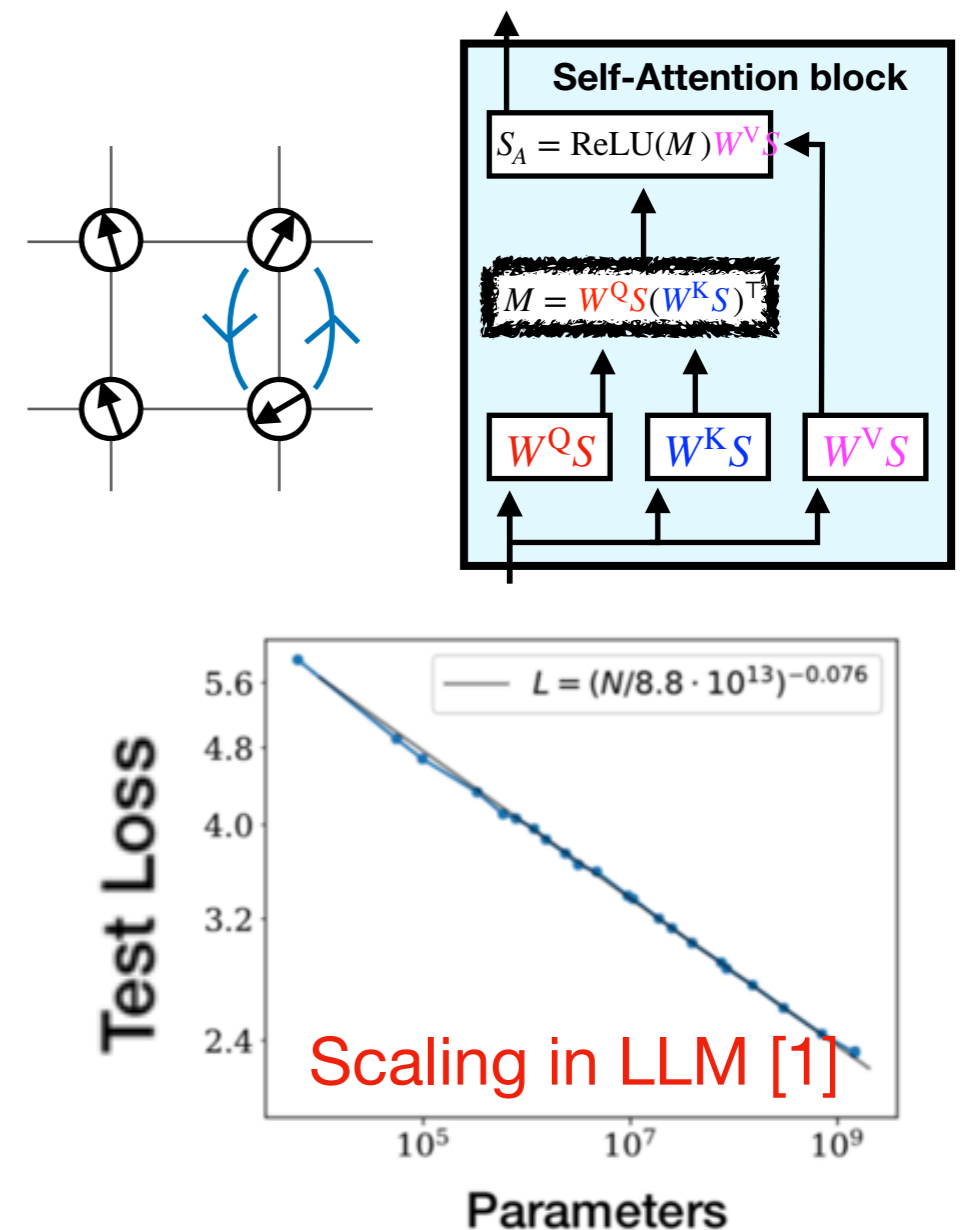 Self-Attention block
S_A = ReLU(M)W^V S
M = W^Q S(W^K S)^⊤
W^Q S
W^K S
W^V S
L = (N/8.8 · 10^13)^−0.076
5.6
4.8
4.0
3.2
2.4
Test Loss
Scaling in LLM [1]
10^5
10^7
10^9
Parameters